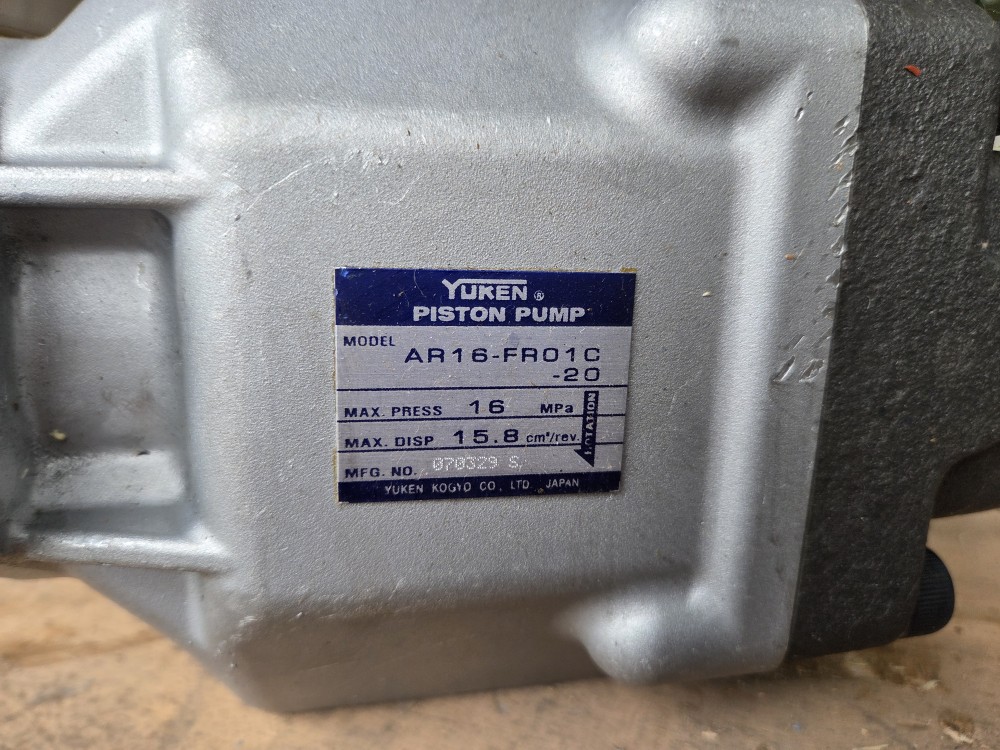 YUKEN ®
PISTON PUMP
MODEL AR16-FR01C
-20
MAX. PRESS 16 MPa
MAX. DISP 15.8 cm³/rev.
ROTATION
MFG. NO. 070329 S
YUKEN KOGYO CO., LTD. JAPAN